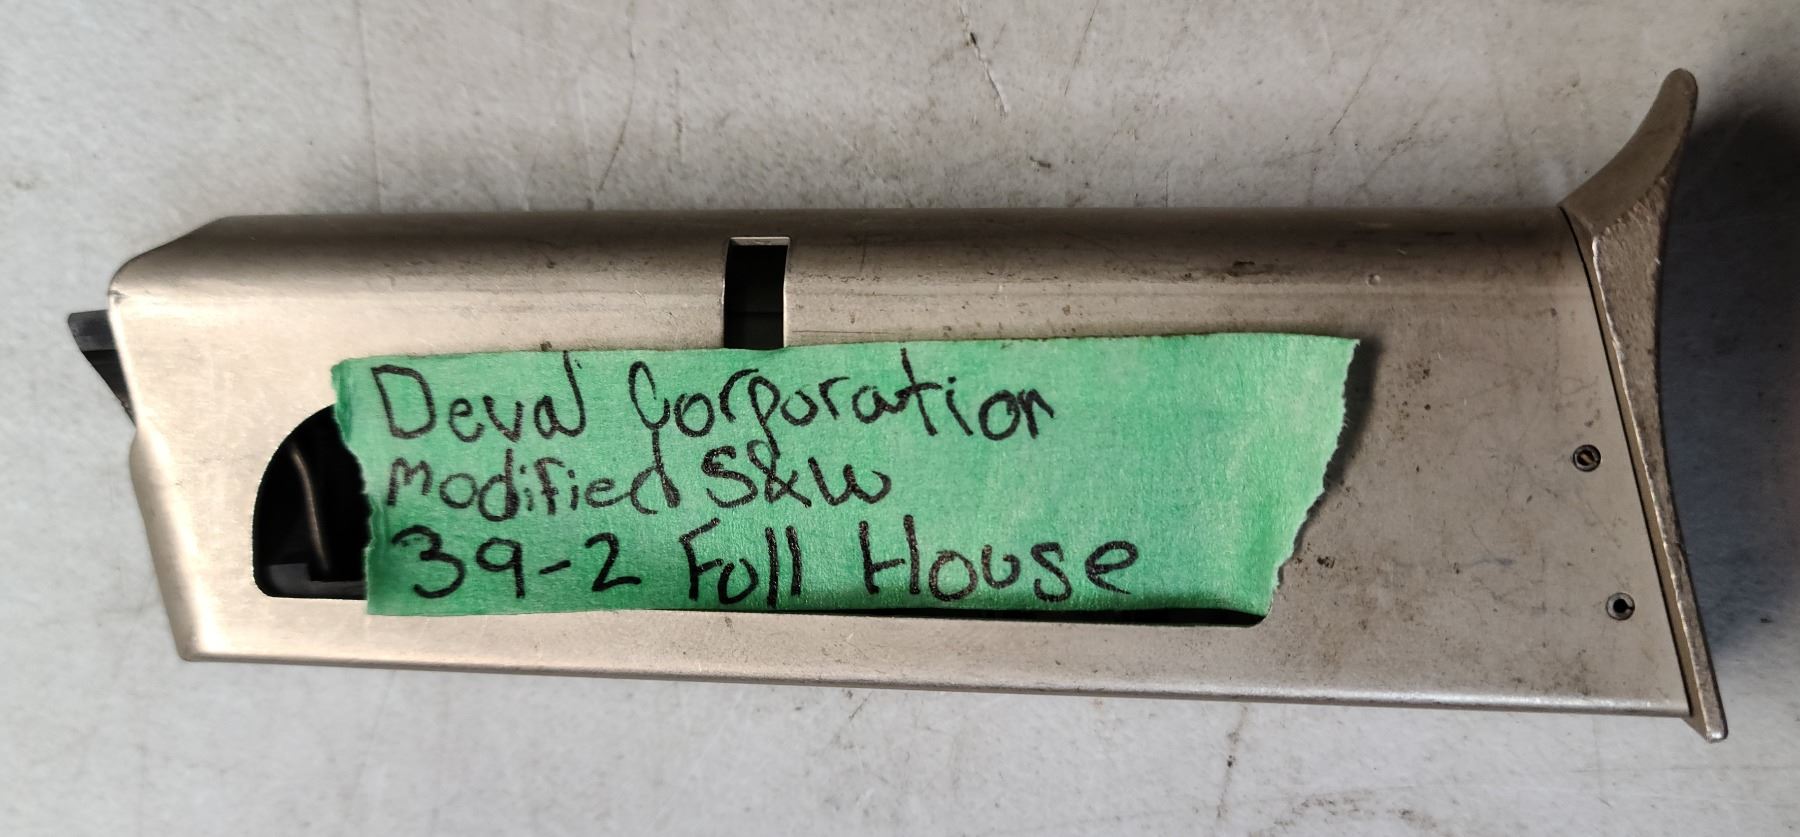 Deval Corporation
Modified S&W
39-2 Full House